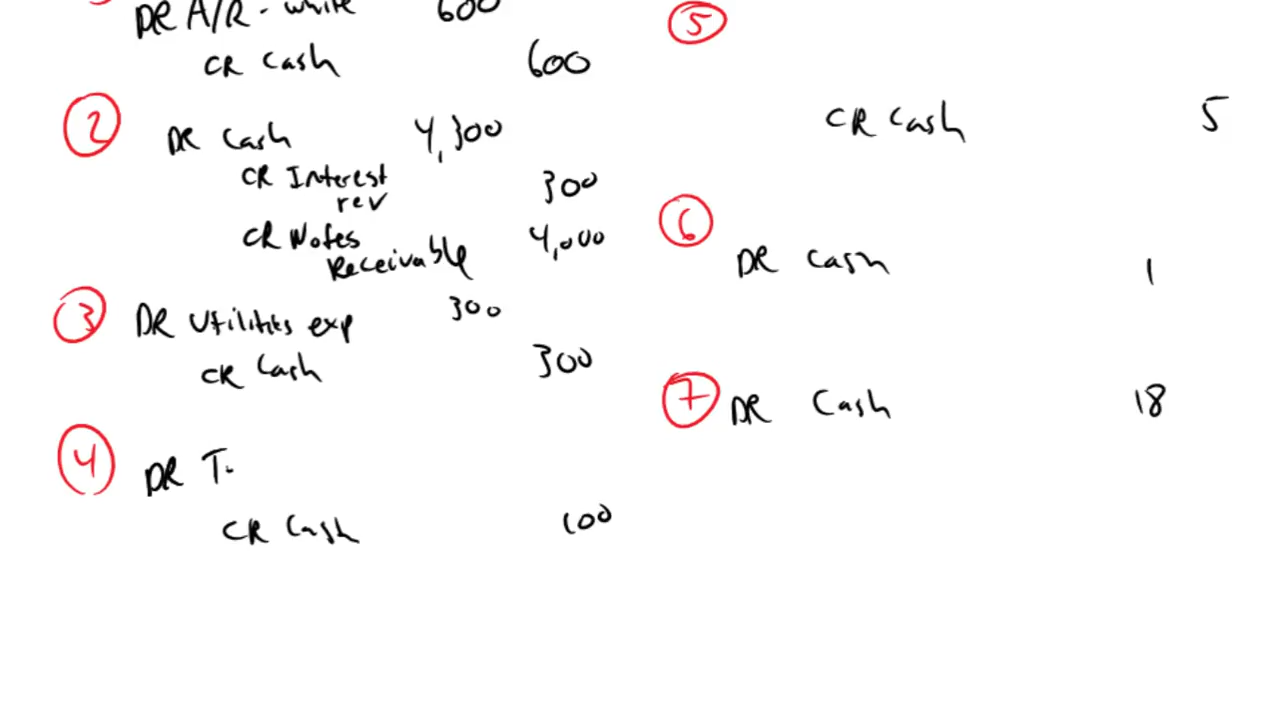 DR A/R - white 600
CR Cash 600
2
DR Cash 4,300
CR Interest 300
rev
CR Notes 4,000
Receivable
3 DR Utilities exp 300
CR Cash 300
4
DR T
CR Cash 100
5
CR Cash 5
6
DR Cash 1
7 DR Cash 18